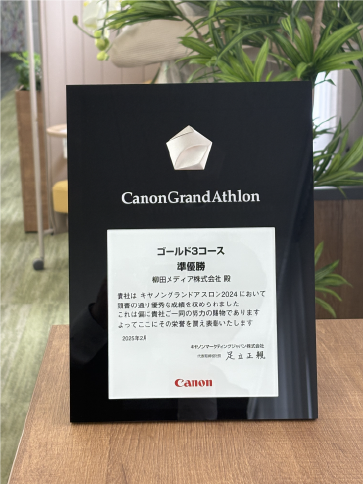 CanonGrandAthlon
ゴールド3コース
準優勝
柳田メディア株式会社 殿
貴社は キヤノングランドアスロン2024において
頭書の通り優秀な成績を収められました
これは偏に貴社ご一同の努力の賜物であります
よってここにその栄誉を讃え表彰いたします
2025年2月
キヤノンマーケティングジャパン株式会社
代表取締役社長 足立正親
Canon